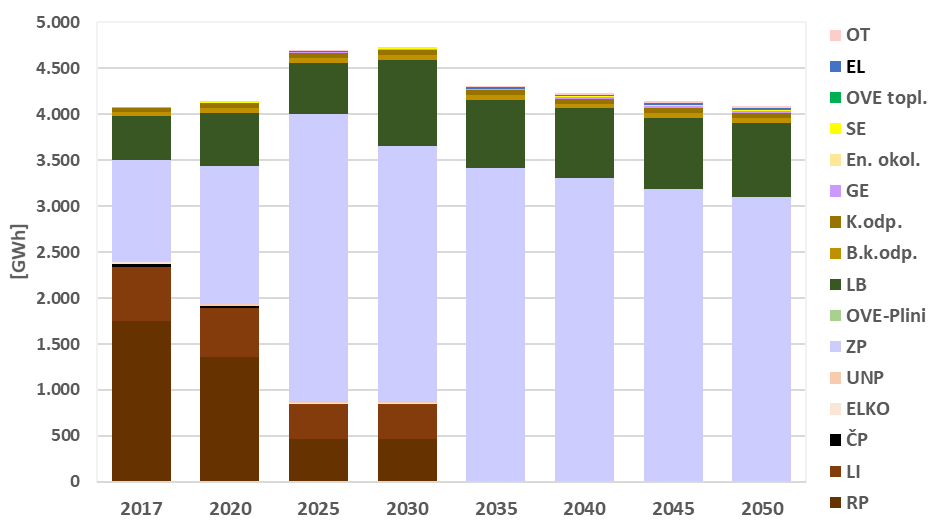 5.000
4.500
4.000
3.500
3.000
2.500
2.000
1.500
1.000
500
0
[GWh]
2017 2020 2025 2030 2035 2040 2045 2050
OT
EL
OVE topl.
SE
En. okol.
GE
K.odp.
B.k.odp.
LB
OVE-Plini
ZP
UNP
ELKO
ČP
LI
RP